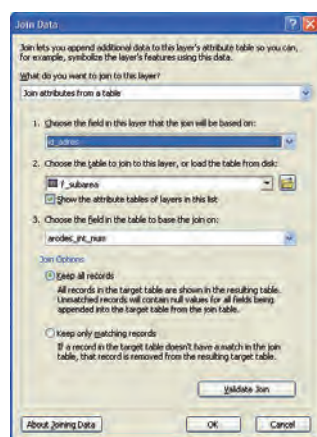 Join Data
Join lets you append additional data to this layer's attribute table so you can,
for example, symbolize the layer's features using this data.
What do you want to join to this layer?
Join attributes from a table
1. Choose the field in this layer that the join will be based on:
id_adres
2. Choose the table to join to this layer, or load the table from disk:
f_subarea
Show the attribute tables of layers in this list
3. Choose the field in the table to base the join on:
arodes_int_num
Join Options
Keep all records
All records in the target table are shown in the resulting table.
Unmatched records will contain null values for all fields being
appended into the target table from the join table.
Keep only matching records
If a record in the target table doesn't have a match in the join
table, that record is removed from the resulting target table.
Validate Join
About Joining Data
OK
Cancel